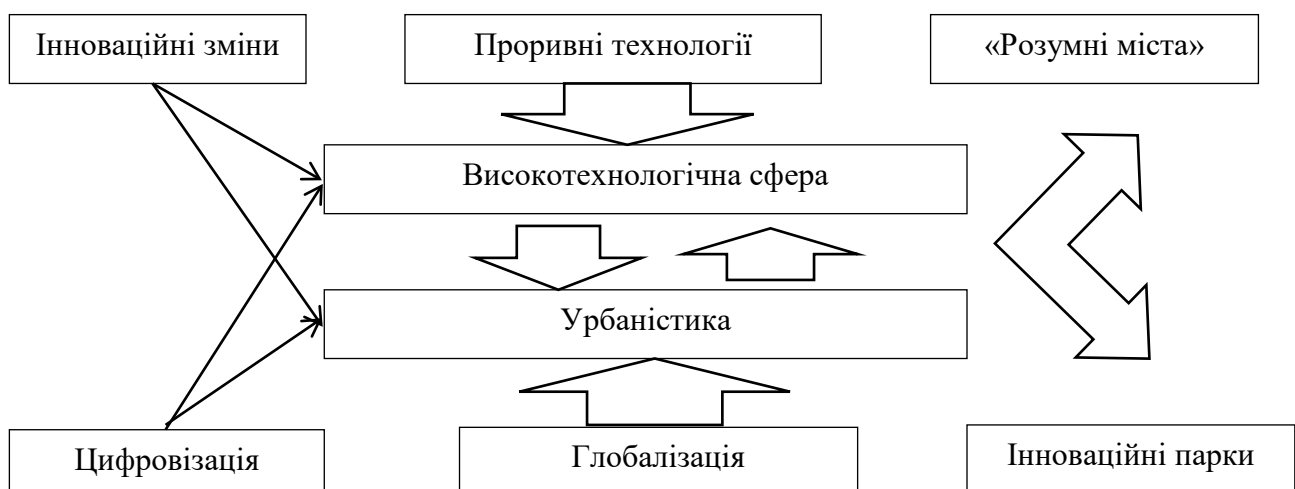 Інноваційні зміни
Проривні технології
«Розумні міста»
Високотехнологічна сфера
Урбаністика
Цифровізація
Глобалізація
Інноваційні парки